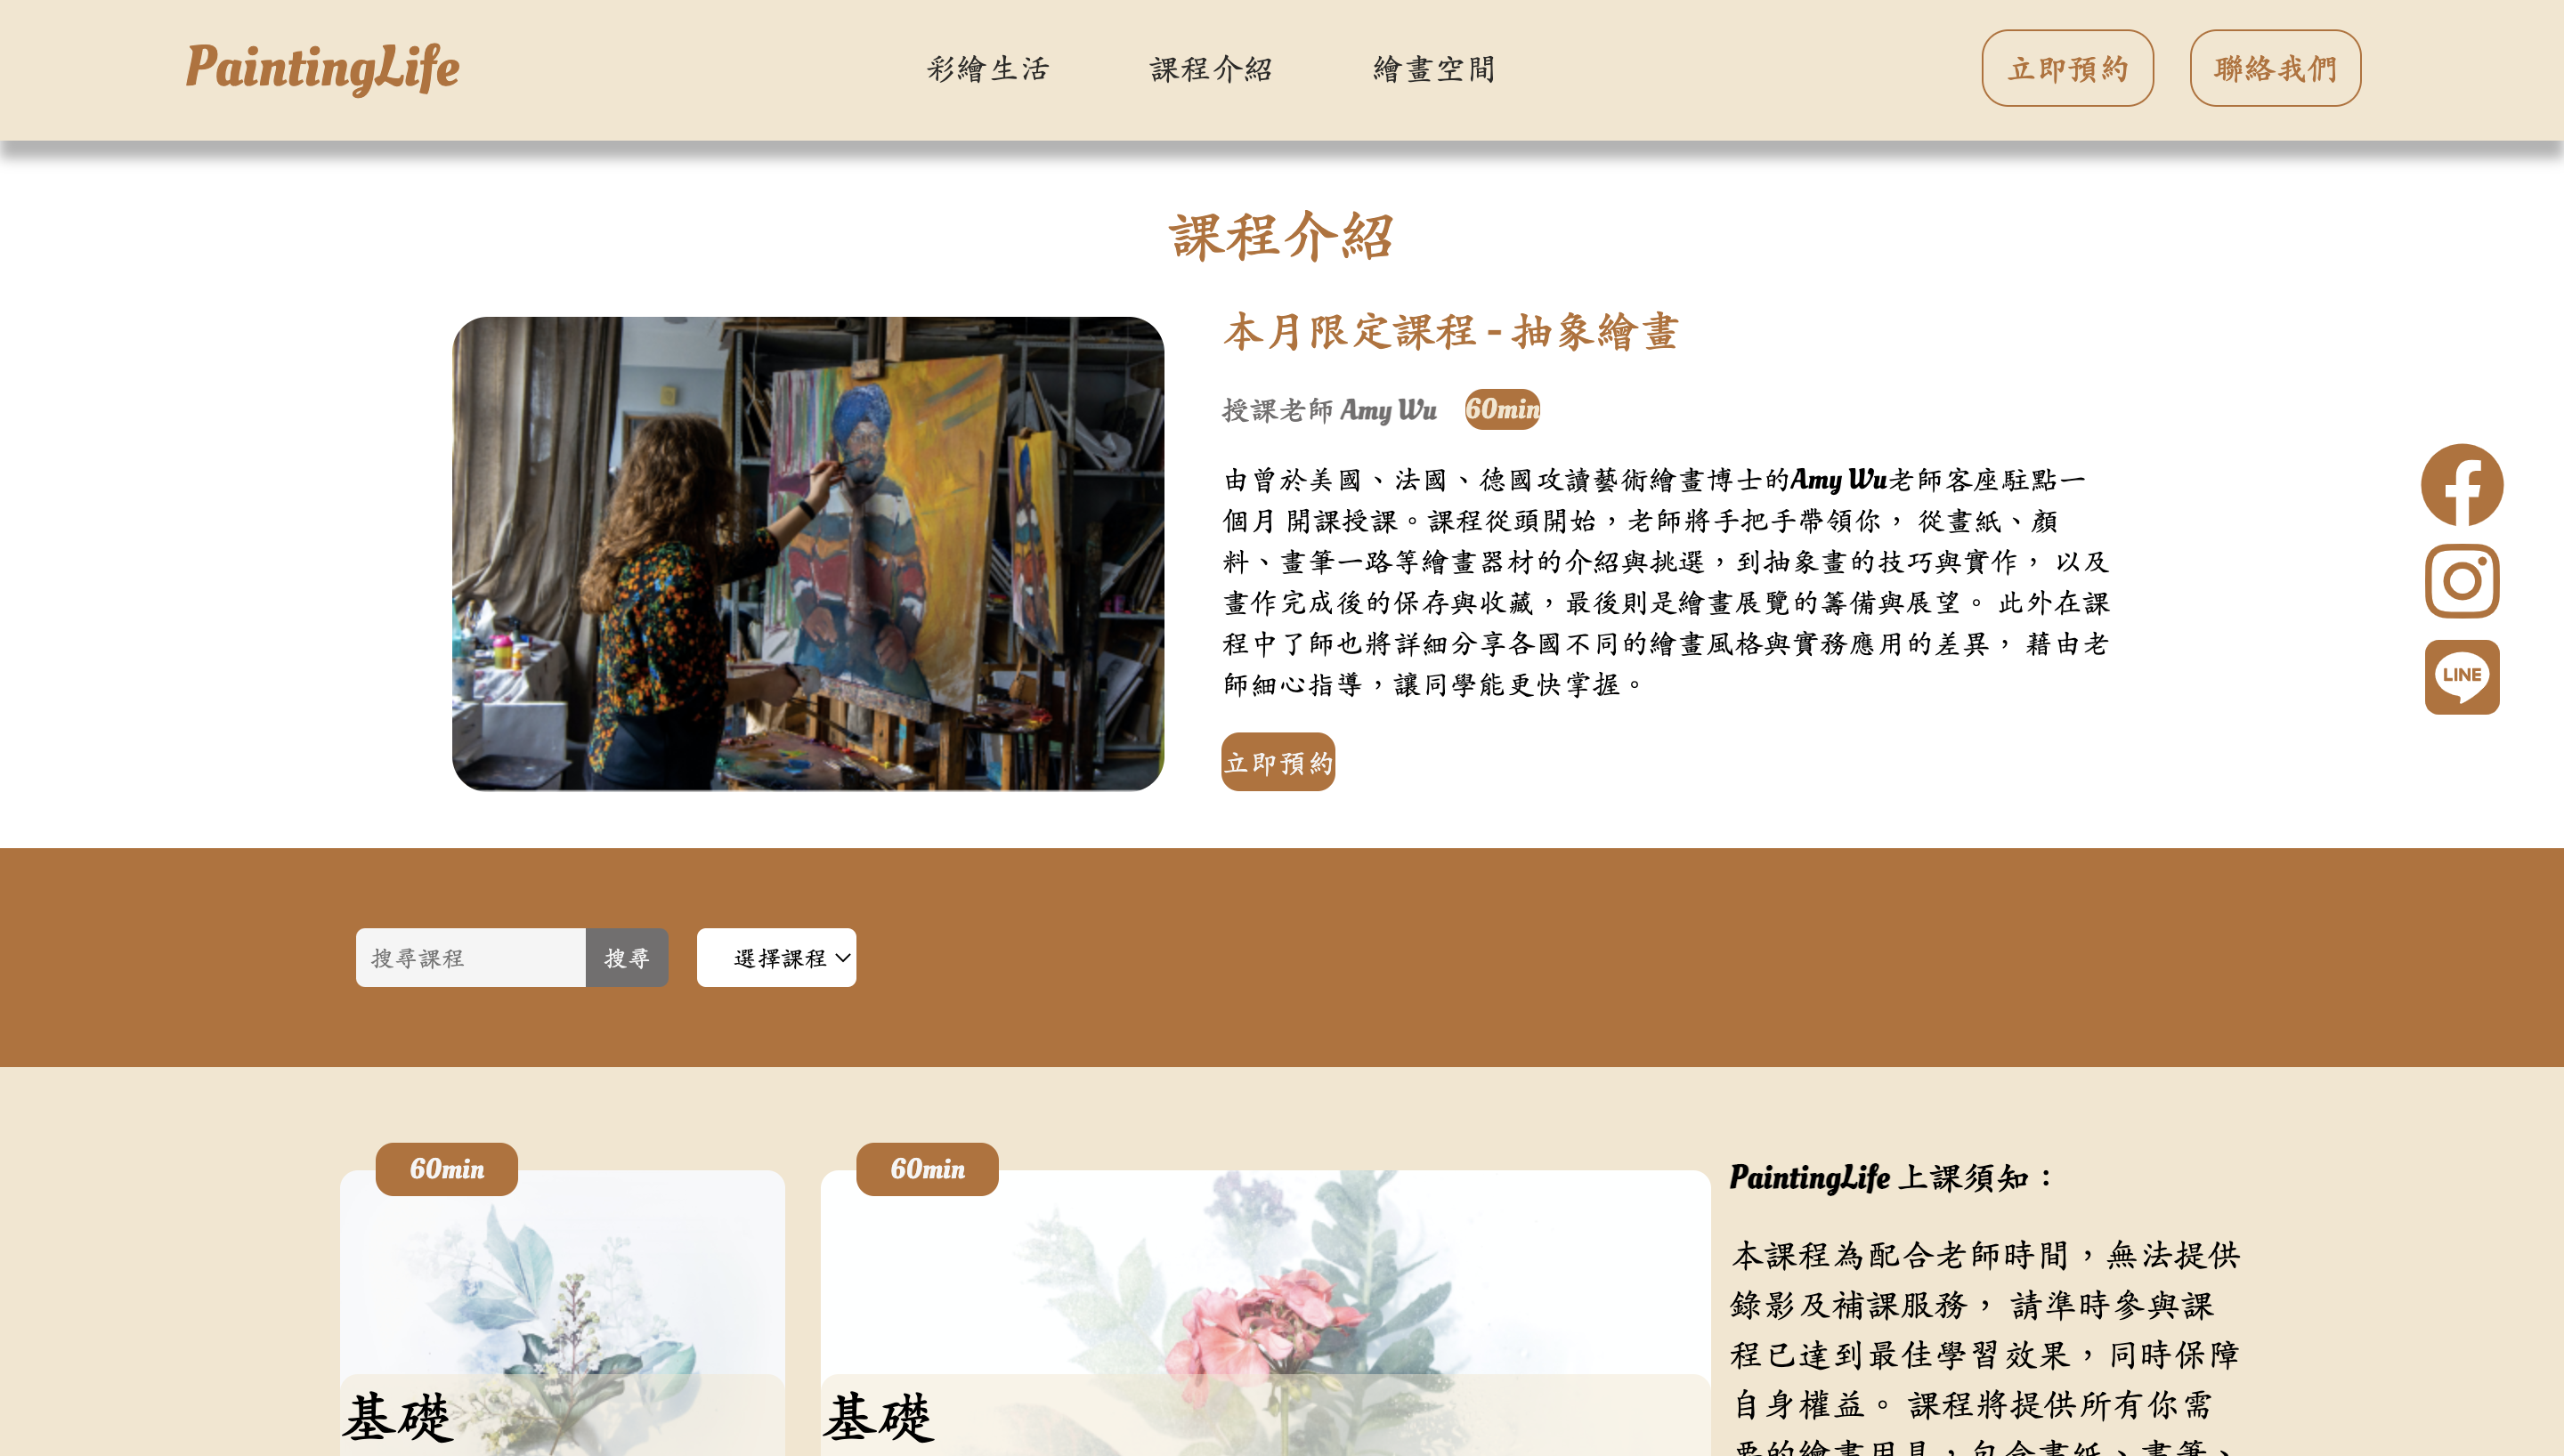 PaintingLife
彩繪生活
課程介紹
繪畫空間
立即預約
聯絡我們
課程介紹
本月限定課程 - 抽象繪畫
授課老師 Amy Wu
60min
由曾於美國、法國、德國攻讀藝術繪畫博士的Amy Wu老師客座駐點一
個月 開課授課。課程從頭開始，老師將手把手帶領你， 從畫紙、顏
料、畫筆一路等繪畫器材的介紹與挑選，到抽象畫的技巧與實作， 以及
畫作完成後的保存與收藏，最後則是繪畫展覽的籌備與展望。 此外在課
程中了師也將詳細分享各國不同的繪畫風格與實務應用的差異， 藉由老
師細心指導，讓同學能更快掌握。
立即預約
LINE
搜尋課程
搜尋
選擇課程
60min
基礎
60min
基礎
PaintingLife 上課須知：
本課程為配合老師時間，無法提供
錄影及補課服務， 請準時參與課
程已達到最佳學習效果，同時保障
自身權益。 課程將提供所有你需
要的繪畫用具，包含畫紙、畫筆、